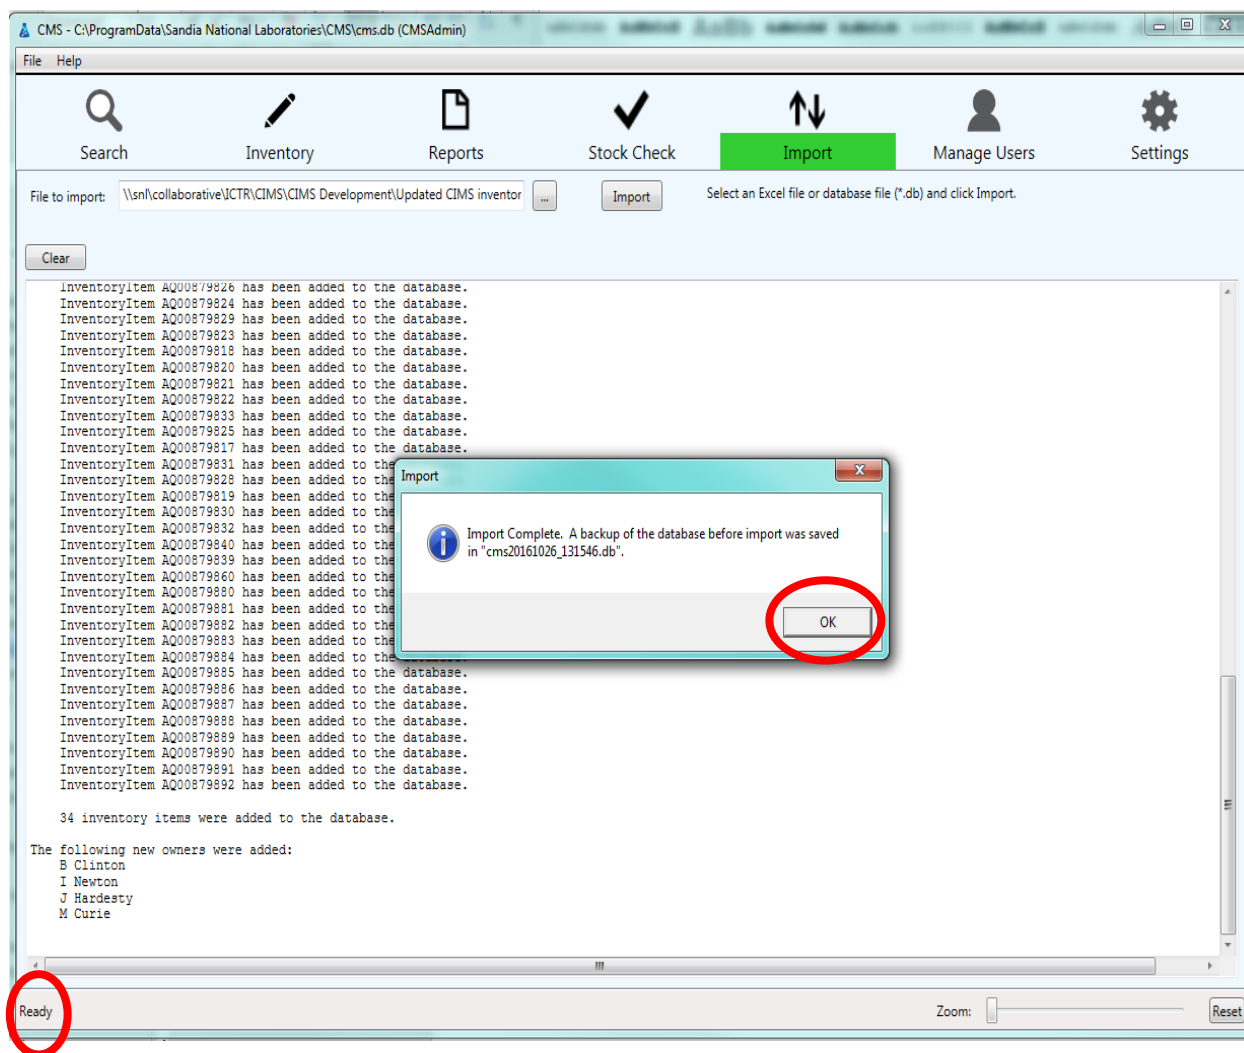 CMS - C:\ProgramData\Sandia National Laboratories\CMS\cms.db (CMSAdmin)
File Help
Search Inventory Reports Stock Check Import Manage Users Settings
File to import: \\snl\collaborative\ICTR\CIMS\CIMS Development\Updated CIMS inventor ... Import Select an Excel file or database file (*.db) and click Import.
Clear
InventoryItem AQ00879826 has been added to the database.
InventoryItem AQ00879824 has been added to the database.
InventoryItem AQ00879829 has been added to the database.
InventoryItem AQ00879823 has been added to the database.
InventoryItem AQ00879818 has been added to the database.
InventoryItem AQ00879820 has been added to the database.
InventoryItem AQ00879821 has been added to the database.
InventoryItem AQ00879822 has been added to the database.
InventoryItem AQ00879833 has been added to the database.
InventoryItem AQ00879825 has been added to the database.
InventoryItem AQ00879817 has been added to the database.
InventoryItem AQ00879831 has been added to the
InventoryItem AQ00879828 has been added to the
InventoryItem AQ00879819 has been added to the
InventoryItem AQ00879830 has been added to the
InventoryItem AQ00879832 has been added to the
InventoryItem AQ00879840 has been added to the
InventoryItem AQ00879839 has been added to the
InventoryItem AQ00879860 has been added to the
InventoryItem AQ00879880 has been added to the
InventoryItem AQ00879881 has been added to the
InventoryItem AQ00879882 has been added to the
InventoryItem AQ00879883 has been added to the
InventoryItem AQ00879884 has been added to the
InventoryItem AQ00879885 has been added to the database.
InventoryItem AQ00879886 has been added to the database.
InventoryItem AQ00879887 has been added to the database.
InventoryItem AQ00879888 has been added to the database.
InventoryItem AQ00879889 has been added to the database.
InventoryItem AQ00879890 has been added to the database.
InventoryItem AQ00879891 has been added to the database.
InventoryItem AQ00879892 has been added to the database.
34 inventory items were added to the database.
The following new owners were added:
B Clinton
I Newton
J Hardesty
M Curie
Import
Import Complete. A backup of the database before import was saved
in "cms20161026_131546.db".
OK
Ready Zoom: Reset